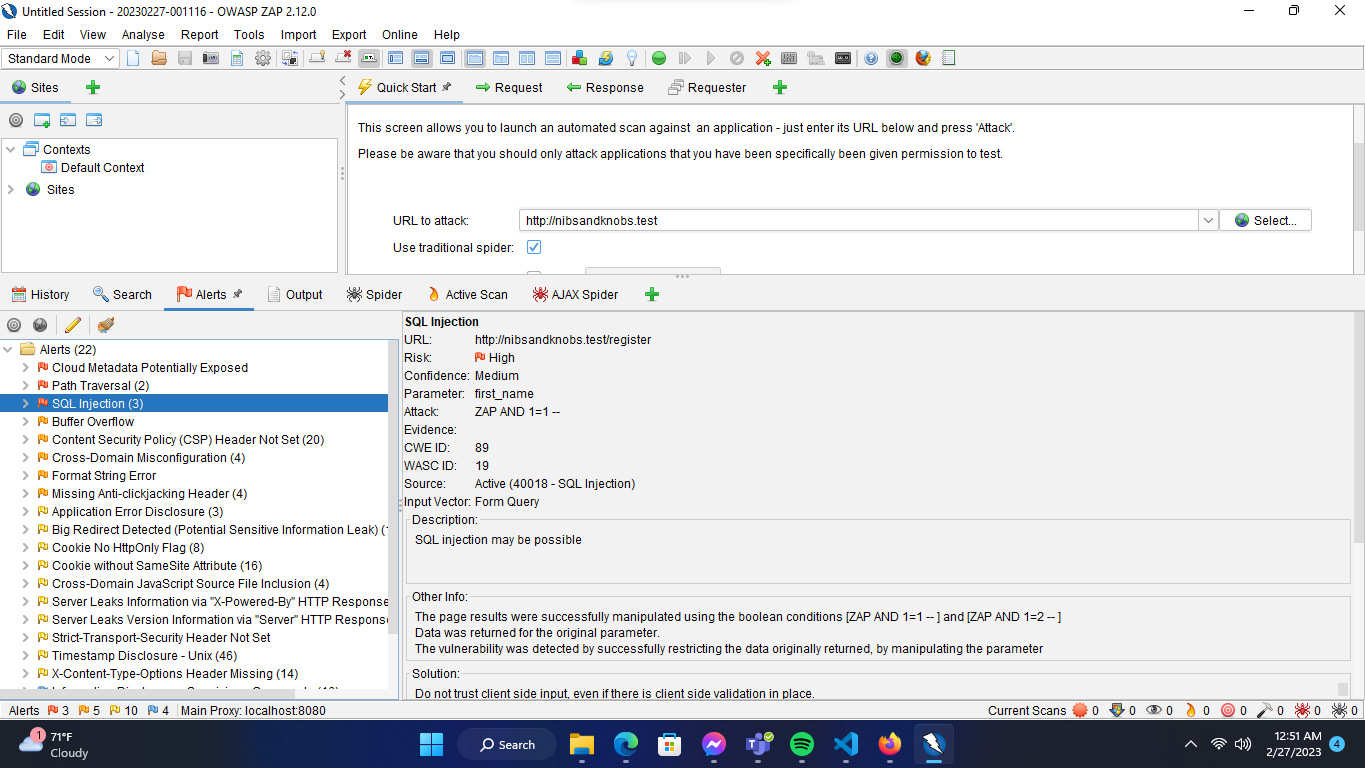 Untitled Session - 20230227-001116 - OWASP ZAP 2.12.0
File Edit View Analyse Report Tools Import Export Online Help
Standard Mode
Sites
Quick Start Request Response Requester
This screen allows you to launch an automated scan against an application - just enter its URL below and press 'Attack'.
Please be aware that you should only attack applications that you have been specifically been given permission to test.
Contexts
Default Context
Sites
URL to attack: http://nibsandknobs.test Select...
Use traditional spider:
History Search Alerts Output Spider Active Scan AJAX Spider
Alerts (22)
Cloud Metadata Potentially Exposed
Path Traversal (2)
SQL Injection (3)
Buffer Overflow
Content Security Policy (CSP) Header Not Set (20)
Cross-Domain Misconfiguration (4)
Format String Error
Missing Anti-clickjacking Header (4)
Application Error Disclosure (3)
Big Redirect Detected (Potential Sensitive Information Leak) (
Cookie No HttpOnly Flag (8)
Cookie without SameSite Attribute (16)
Cross-Domain JavaScript Source File Inclusion (4)
Server Leaks Information via "X-Powered-By" HTTP Response
Server Leaks Version Information via "Server" HTTP Respons
Strict-Transport-Security Header Not Set
Timestamp Disclosure - Unix (46)
X-Content-Type-Options Header Missing (14)
SQL Injection
URL: http://nibsandknobs.test/register
Risk: High
Confidence: Medium
Parameter: first_name
Attack: ZAP AND 1=1 --
Evidence:
CWE ID: 89
WASC ID: 19
Source: Active (40018 - SQL Injection)
Input Vector: Form Query
Description:
SQL injection may be possible
Other Info:
The page results were successfully manipulated using the boolean conditions [ZAP AND 1=1 -- ] and [ZAP AND 1=2 -- ]
Data was returned for the original parameter.
The vulnerability was detected by successfully restricting the data originally returned, by manipulating the parameter
Solution:
Do not trust client side input, even if there is client side validation in place.
Alerts 3 5 10 4 Main Proxy: localhost:8080
Current Scans 0 0 0 0 0 0 0 0
1
71°F
Cloudy
Search
12:51 AM
2/27/2023
4